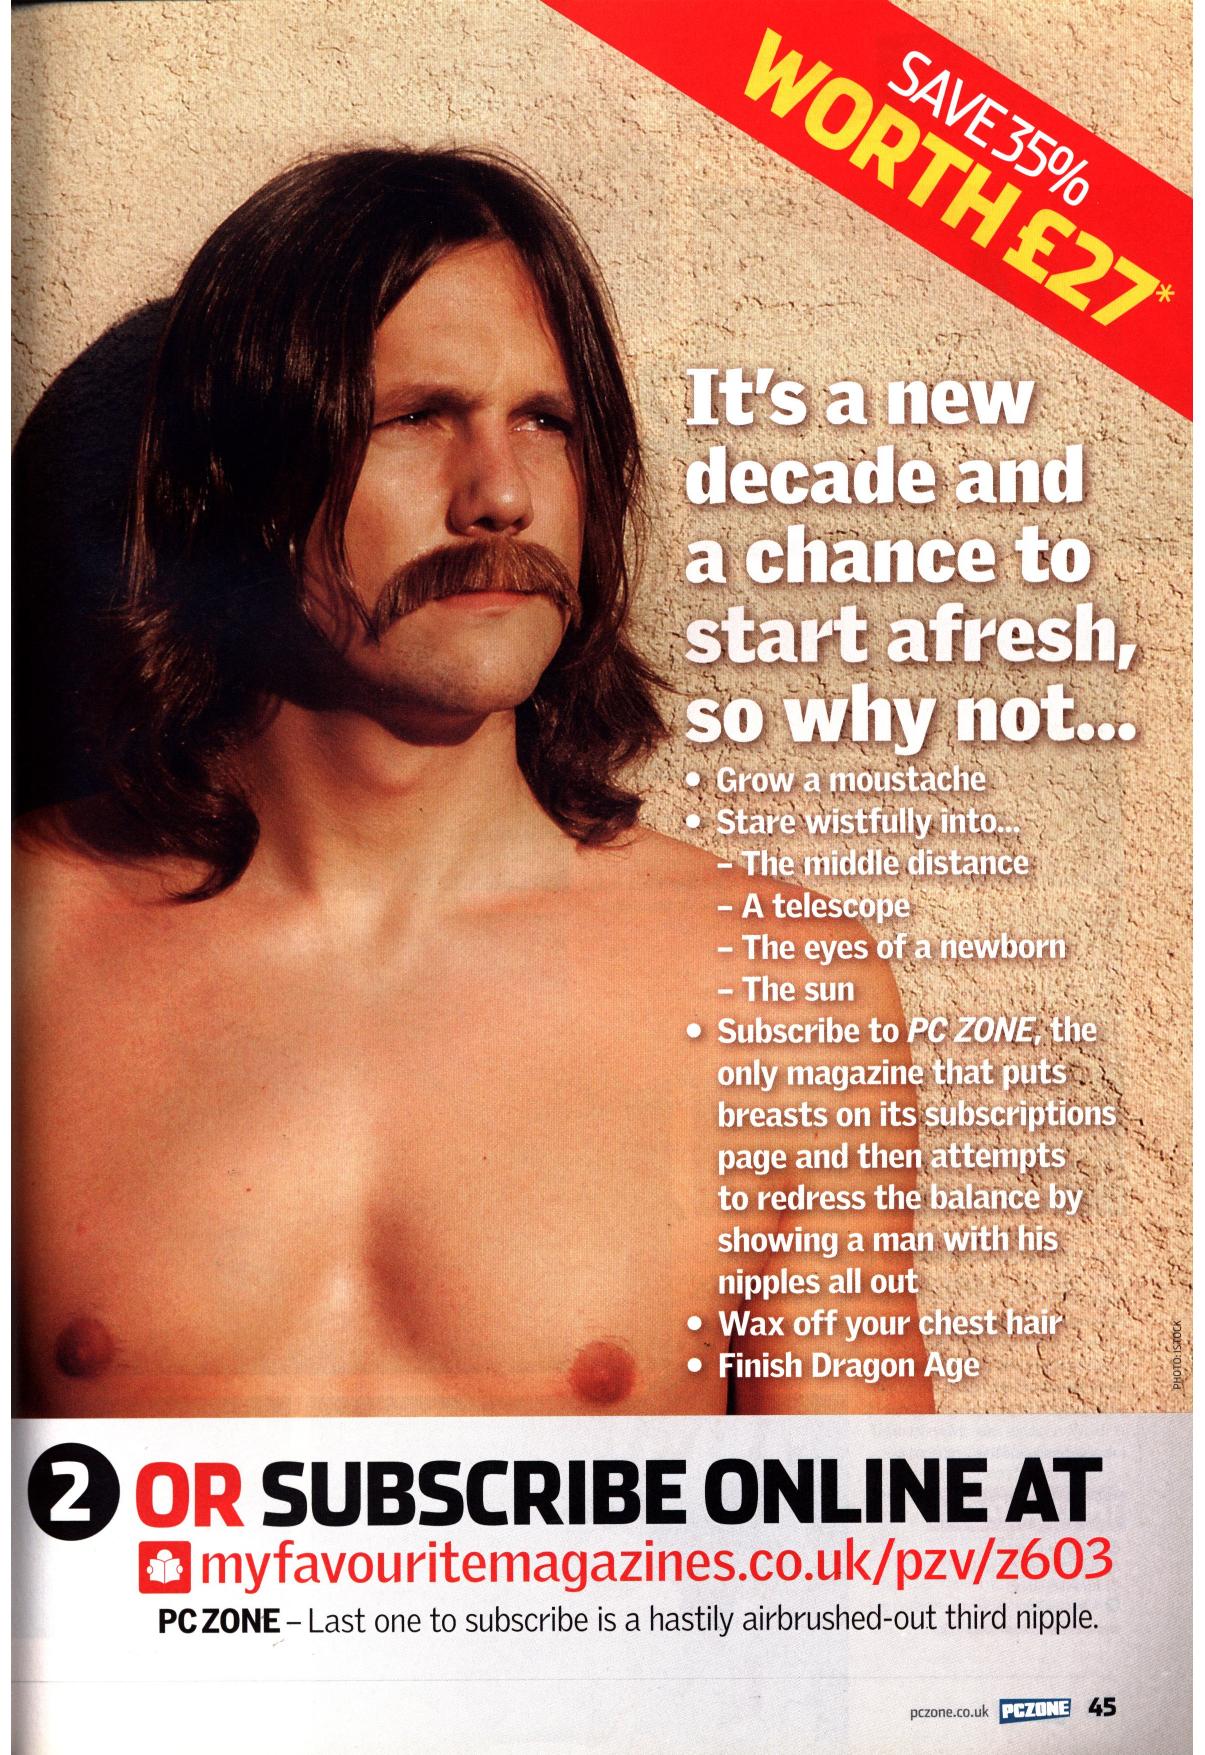 SAVE 35%
WORTH £27*
It's a new
decade and
a chance to
start afresh,
so why not...
• Grow a moustache
• Stare wistfully into...
– The middle distance
– A telescope
– The eyes of a newborn
– The sun
• Subscribe to PC ZONE, the
only magazine that puts
breasts on its subscriptions
page and then attempts
to redress the balance by
showing a man with his
nipples all out
• Wax off your chest hair
• Finish Dragon Age
PHOTO: ISTOCK
2 OR SUBSCRIBE ONLINE AT
myfavouritemagazines.co.uk/pzv/z603
PC ZONE – Last one to subscribe is a hastily airbrushed-out third nipple.
pczone.co.uk PCZONE 45